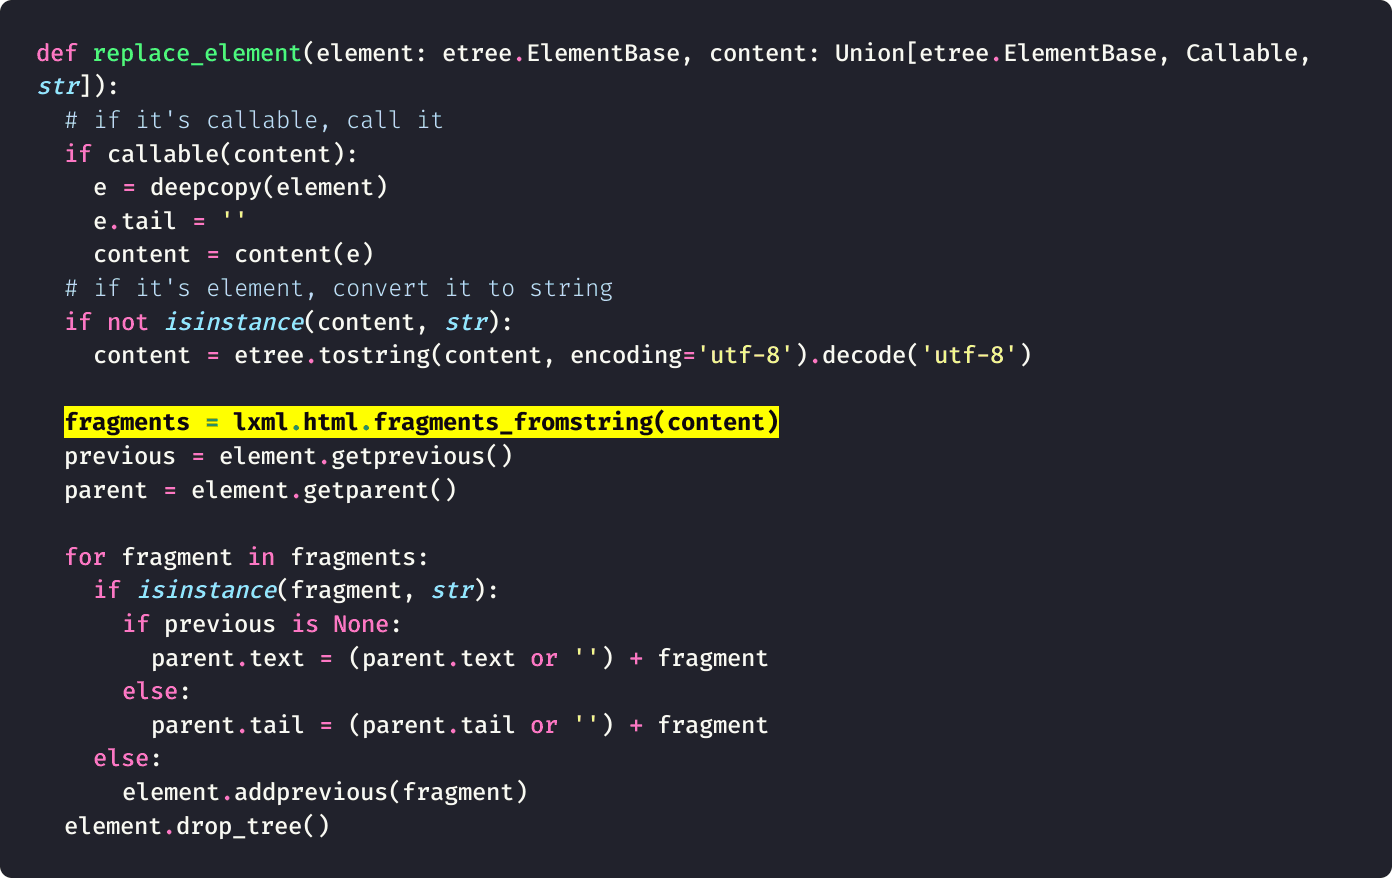 def replace_element(element: etree.ElementBase, content: Union[etree.ElementBase, Callable,
str]):
  # if it's callable, call it
  if callable(content):
    e = deepcopy(element)
    e.tail = ''
    content = content(e)
  # if it's element, convert it to string
  if not isinstance(content, str):
    content = etree.tostring(content, encoding='utf-8').decode('utf-8')

  fragments = lxml.html.fragments_fromstring(content)
  previous = element.getprevious()
  parent = element.getparent()

  for fragment in fragments:
    if isinstance(fragment, str):
      if previous is None:
        parent.text = (parent.text or '') + fragment
      else:
        parent.tail = (parent.tail or '') + fragment
    else:
      element.addprevious(fragment)
  element.drop_tree()